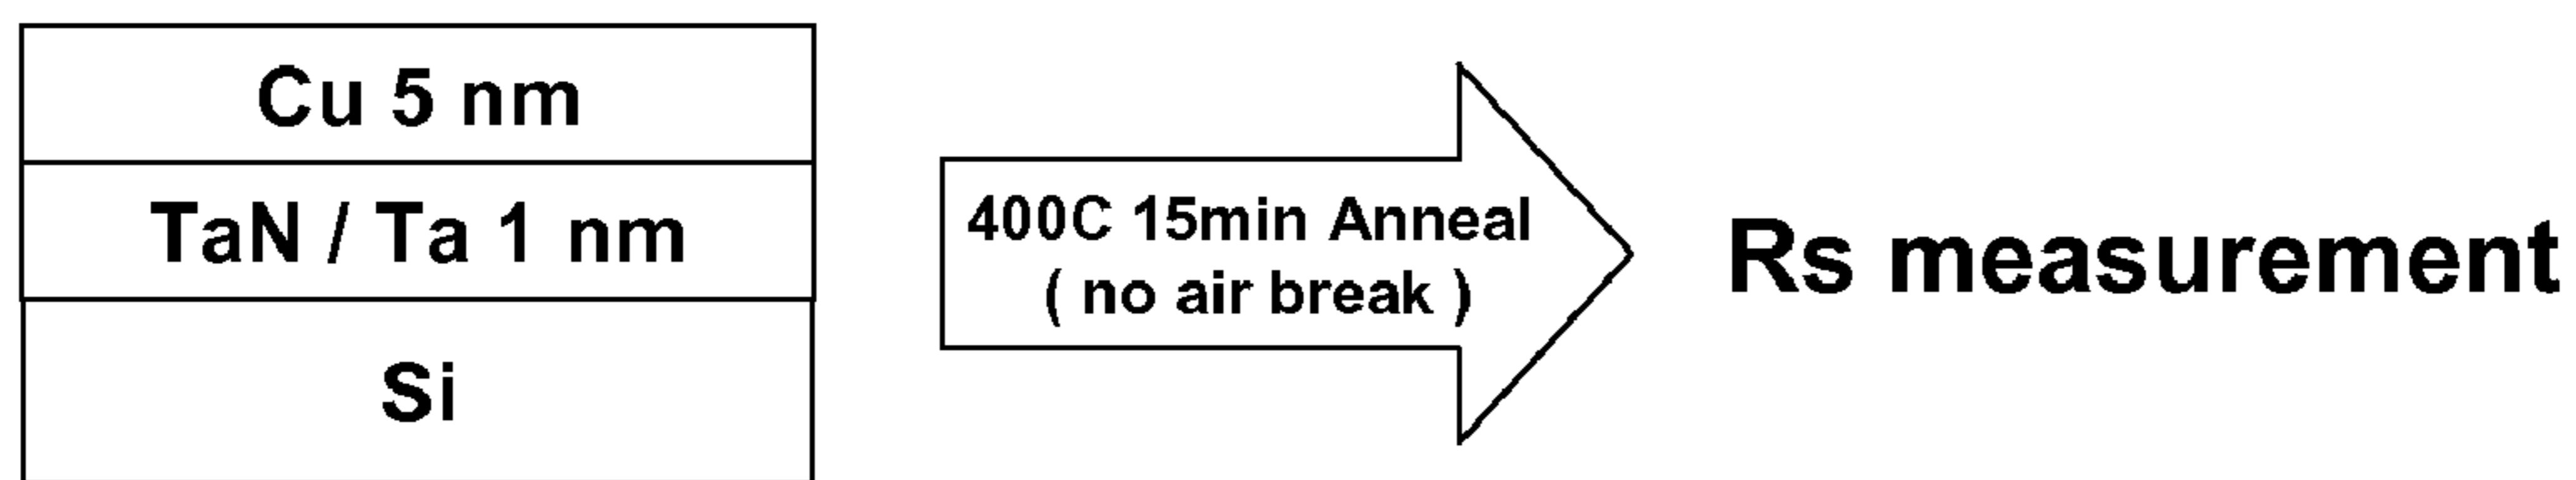 Cu 5 nm
TaN / Ta 1 nm
Si
400C 15min Anneal
( no air break )
Rs measurement